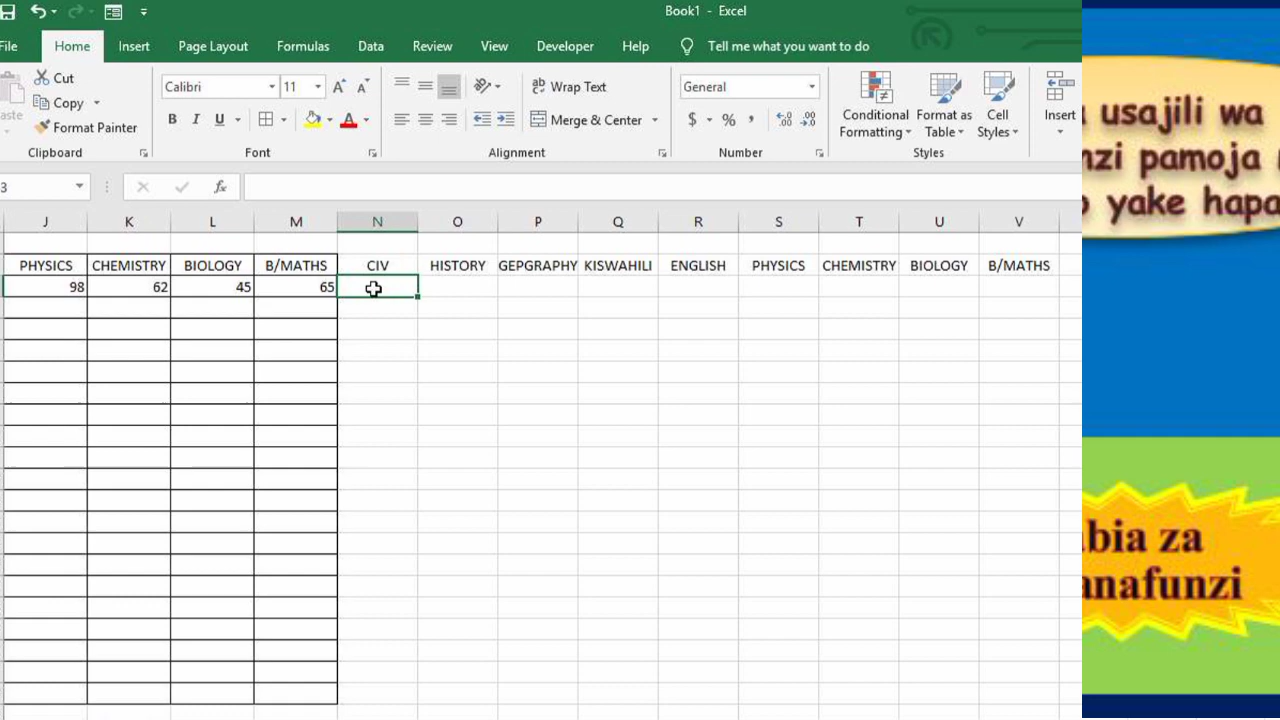 Book1 - Excel
File Home Insert Page Layout Formulas Data Review View Developer Help Tell me what you want to do
Cut
Copy
Format Painter
Clipboard
Calibri 11
B I U
Font
ab Wrap Text
Merge & Center
Alignment
General
$ % ,
Number
Conditional Formatting
Format as Table
Cell Styles
Styles
Insert
3 fx
J K L M N O P Q R S T U V
PHYSICS CHEMISTRY BIOLOGY B/MATHS CIV HISTORY GEPGRAPHY KISWAHILI ENGLISH PHYSICS CHEMISTRY BIOLOGY B/MATHS
98 62 45 65
usajili wa
nzi pamoja
yake hapa
bia za
anafunzi